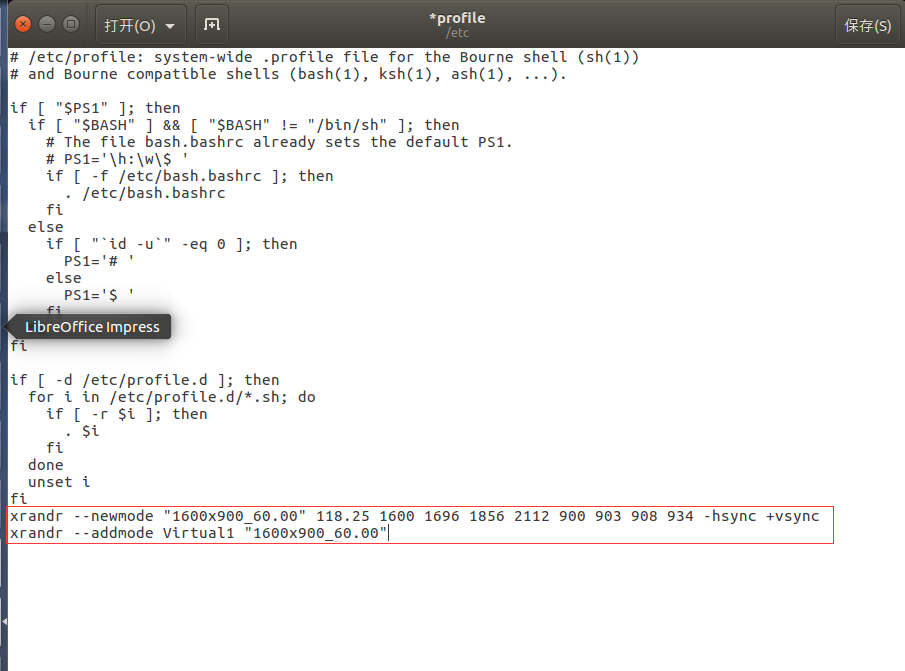 打开(O)
*profile
/etc
保存(S)
# /etc/profile: system-wide .profile file for the Bourne shell (sh(1))
# and Bourne compatible shells (bash(1), ksh(1), ash(1), ...).
if [ "$PS1" ]; then
if [ "$BASH" ] && [ "$BASH" != "/bin/sh" ]; then
# The file bash.bashrc already sets the default PS1.
# PS1='\h:\w\$ '
if [ -f /etc/bash.bashrc ]; then
. /etc/bash.bashrc
fi
else
if [ "`id -u`" -eq 0 ]; then
PS1='# '
else
PS1='$ '
fi
LibreOffice Impress
fi
if [ -d /etc/profile.d ]; then
for i in /etc/profile.d/*.sh; do
if [ -r $i ]; then
. $i
fi
done
unset i
fi
xrandr --newmode "1600x900_60.00" 118.25 1600 1696 1856 2112 900 903 908 934 -hsync +vsync
xrandr --addmode Virtual1 "1600x900_60.00"